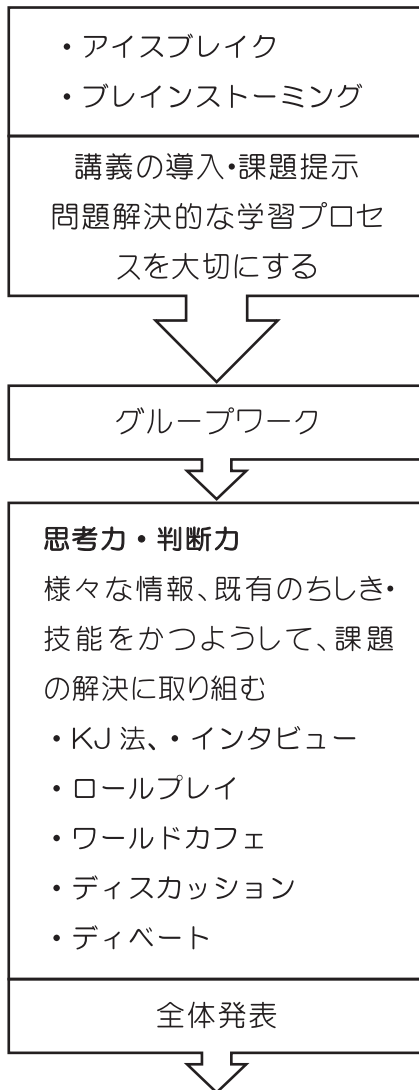 ・アイスブレイク
・ブレインストーミング
講義の導入・課題提示
問題解決的な学習プロセ
スを大切にする
グループワーク
思考力・判断力
様々な情報、既有のちしき・
技能をかつようして、課題
の解決に取り組む
・KJ法、・インタビュー
・ロールプレイ
・ワールドカフェ
・ディスカッション
・ディベート
全体発表